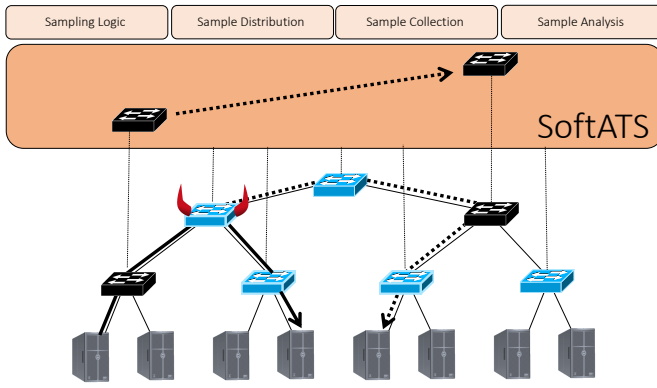 Sampling Logic
Sample Distribution
Sample Collection
Sample Analysis
SoftATS